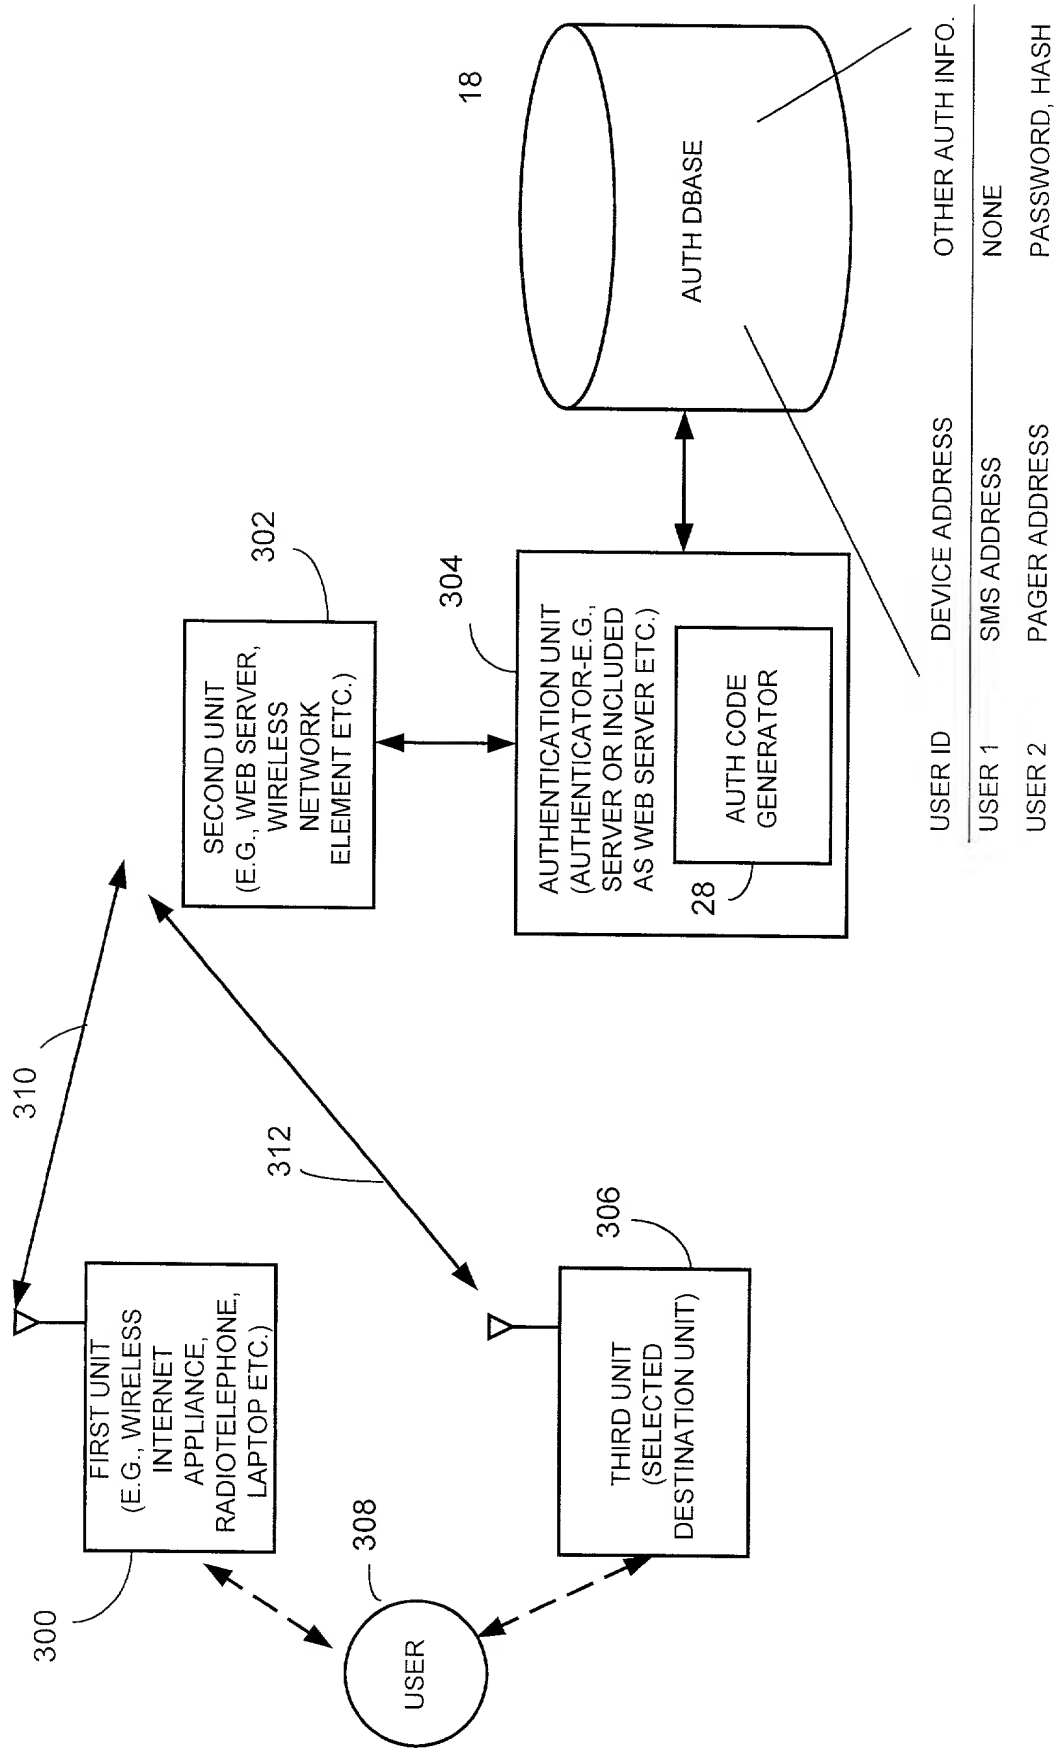 310
302
18
300
FIRST UNIT
(E.G., WIRELESS
INTERNET
APPLIANCE,
RADIOTELEPHONE,
LAPTOP ETC.)
SECOND UNIT
(E.G., WEB SERVER,
WIRELESS
NETWORK
ELEMENT ETC.)
312
304
308
USER
306
THIRD UNIT
(SELECTED
DESTINATION UNIT)
AUTHENTICATION UNIT
(AUTHENTICATOR-E.G.,
SERVER OR INCLUDED
AS WEB SERVER ETC.)
28
AUTH CODE
GENERATOR
AUTH DBASE
USER ID DEVICE ADDRESS OTHER AUTH INFO.
USER 1 SMS ADDRESS NONE
USER 2 PAGER ADDRESS PASSWORD, HASH